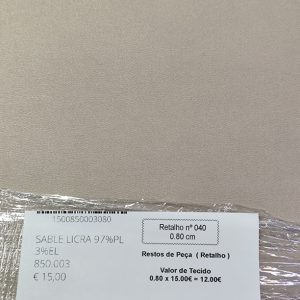 1500850003080
SABLE LICRA 97%PL
3%EL
850.003
€ 15,00
Retalho nº 040
0.80 cm
Restos de Peça ( Retalho )
Valor de Tecido
0.80 x 15.00€ = 12.00€